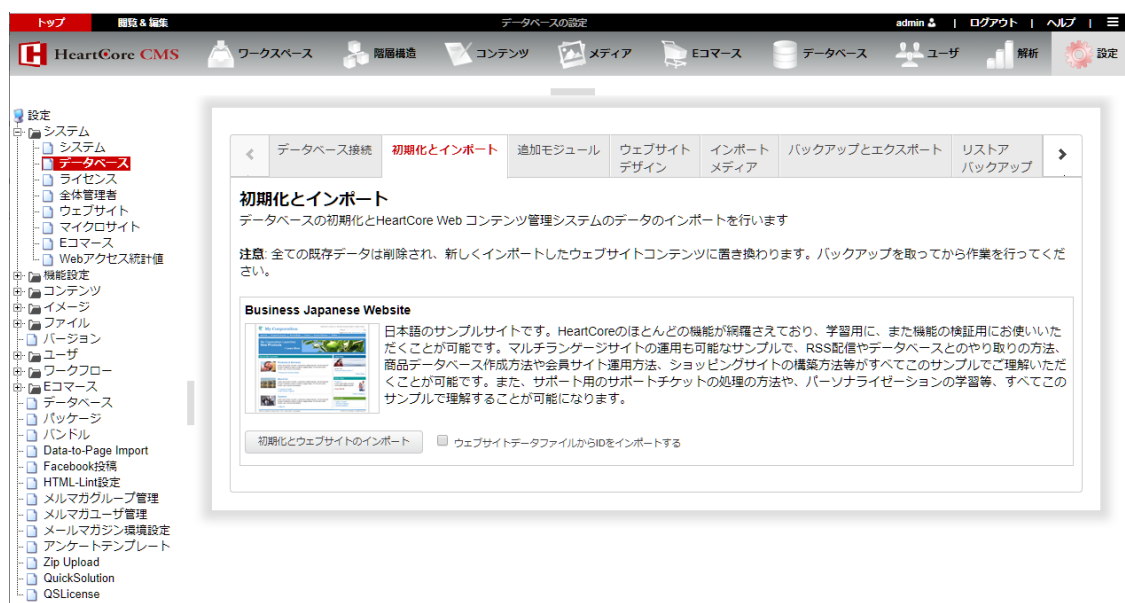 トップ 閲覧 & 編集 データベースの設定 admin | ログアウト | ヘルプ |
HeartCore CMS ワークスペース 階層構造 コンテンツ メディア Eコマース データベース ユーザ 解析 設定
設定
システム
システム
データベース
ライセンス
全体管理者
ウェブサイト
マイクロサイト
Eコマース
Webアクセス統計値
機能設定
コンテンツ
イメージ
ファイル
バージョン
ユーザ
ワークフロー
Eコマース
データベース
パッケージ
バンドル
Data-to-Page Import
Facebook投稿
HTML-Lint設定
メルマガグループ管理
メルマガユーザ管理
メールマガジン環境設定
アンケートテンプレート
Zip Upload
QuickSolution
QSLicense
データベース接続 初期化とインポート 追加モジュール ウェブサイト インポート バックアップとエクスポート リストア
デザイン メディア バックアップ
初期化とインポート
データベースの初期化とHeartCore Web コンテンツ管理システムのデータのインポートを行います
注意: 全ての既存データは削除され、新しくインポートしたウェブサイトコンテンツに置き換わります。バックアップを取ってから作業を行ってくだ
さい。
Business Japanese Website
My Corporation
日本語のサンプルサイトです。HeartCoreのほとんどの機能が網羅さえており、学習用に、また機能の検証用にお使いいた
だくことが可能です。マルチランゲージサイトの運用も可能なサンプルで、RSS配信やデータベースとのやり取りの方法、
商品データベース作成方法や会員サイト運用方法、ショッピングサイトの構築方法等がすべてこのサンプルでご理解いただ
くことが可能です。また、サポート用のサポートチケットの処理の方法や、パーソナライゼーションの学習等、すべてこの
サンプルで理解することが可能になります。
初期化とウェブサイトのインポート ウェブサイトデータファイルからIDをインポートする